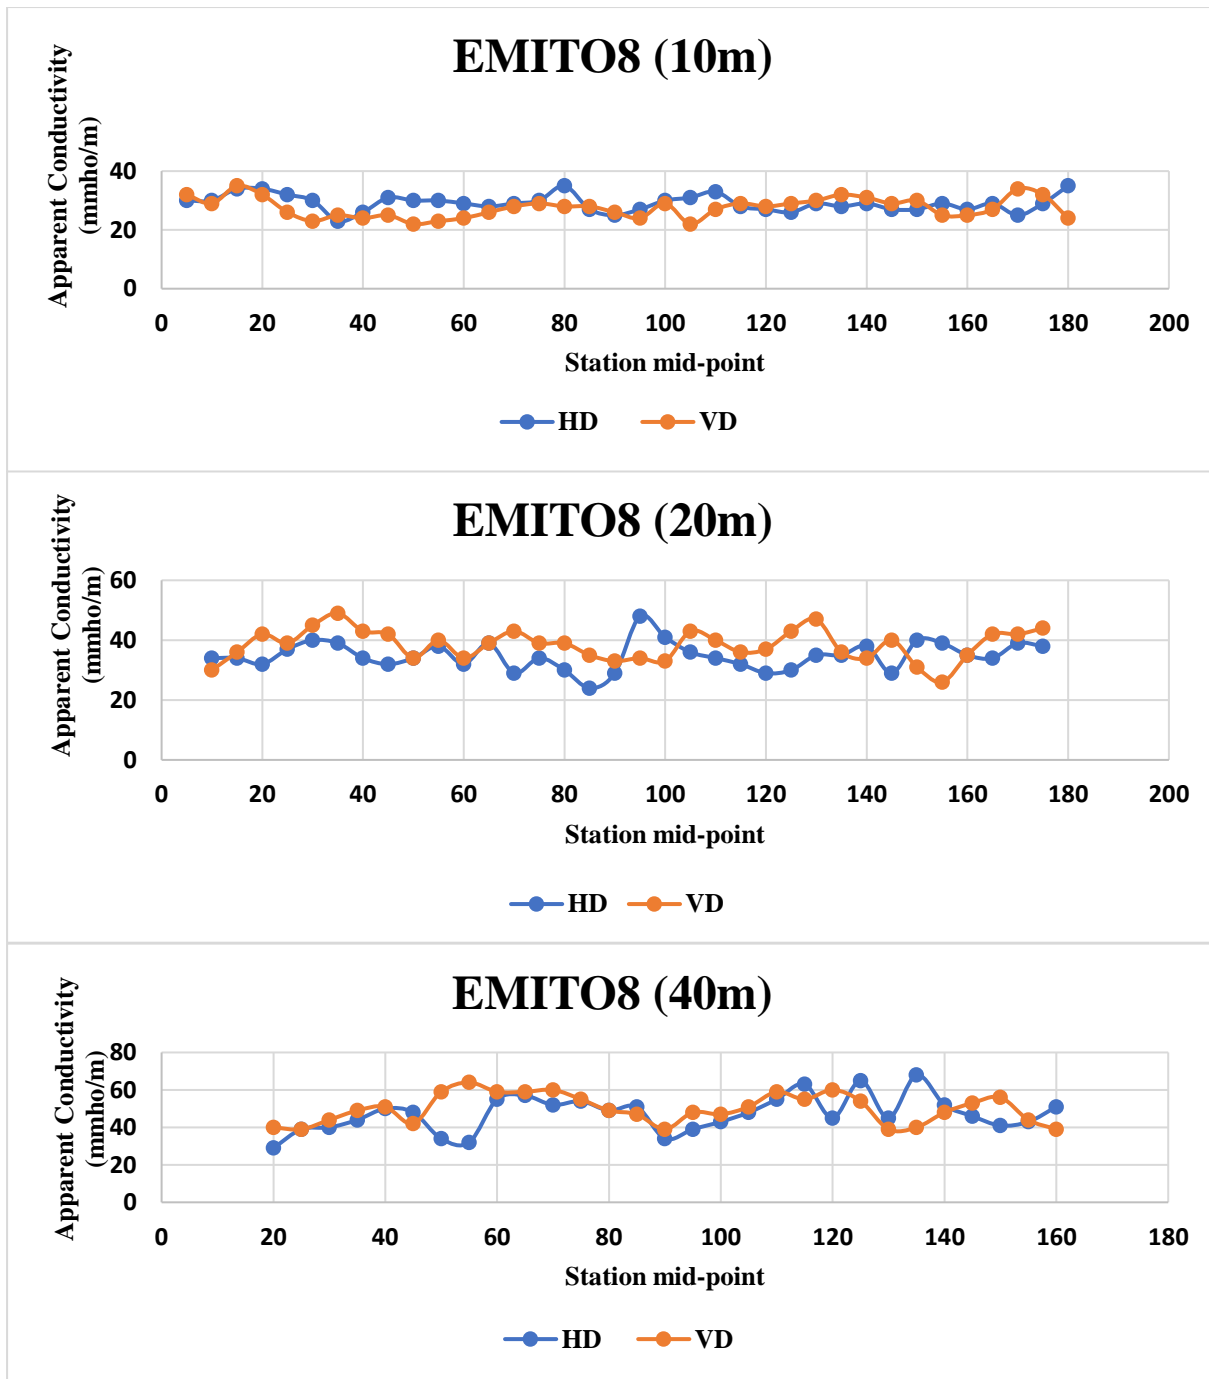 EMITO8 (10m)
Apparent Conductivity
(mmho/m)
40
20
0
0 20 40 60 80 100 120 140 160 180 200
Station mid-point
HD VD
EMITO8 (20m)
Apparent Conductivity
(mmho/m)
60
40
20
0
0 20 40 60 80 100 120 140 160 180 200
Station mid-point
HD VD
EMITO8 (40m)
Apparent Conductivity
(mmho/m)
80
60
40
20
0
0 20 40 60 80 100 120 140 160 180
Station mid-point
HD VD